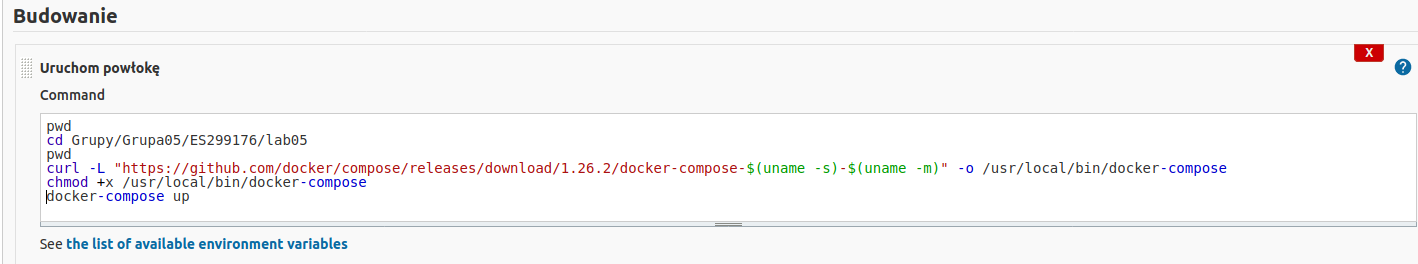 Budowanie
X
Uruchom powłokę
?
Command
pwd
cd Grupy/Grupa05/ES299176/lab05
pwd
curl -L "https://github.com/docker/compose/releases/download/1.26.2/docker-compose-$(uname -s)-$(uname -m)" -o /usr/local/bin/docker-compose
chmod +x /usr/local/bin/docker-compose
docker-compose up
See the list of available environment variables